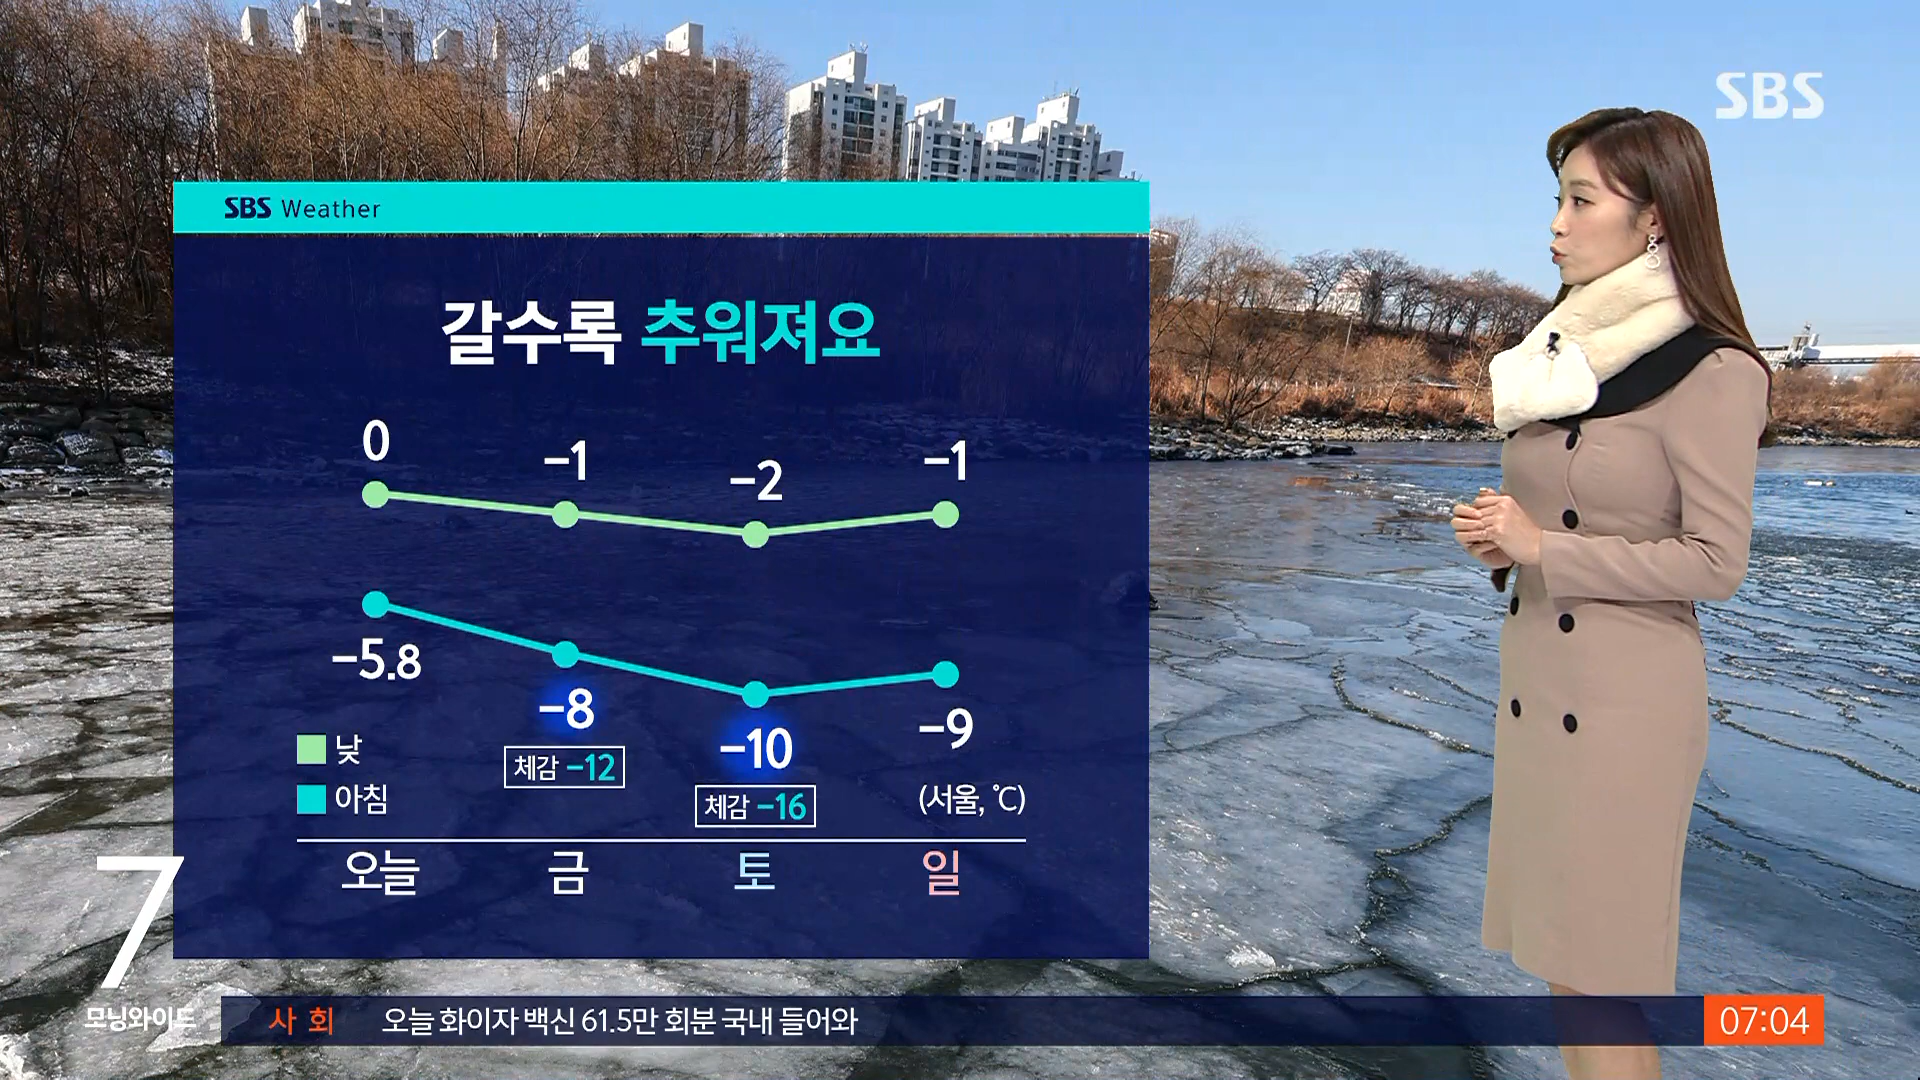 SBS
SBS Weather
갈수록 추워져요
0
-1
-2
-1
-5.8
-8
-10
-9
체감 -12
체감 -16
낮
아침
(서울, ℃)
오늘 금 토 일
7
모닝와이드
사 회 오늘 화이자 백신 61.5만 회분 국내 들어와
07:04